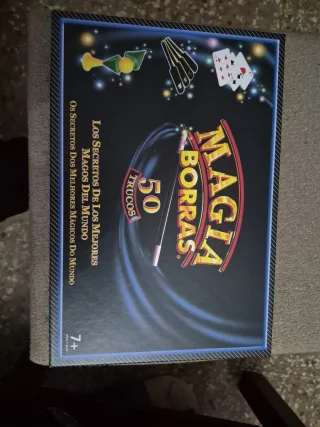 MAGIA
BORRAS®
50
TRUCOS
LOS SECRETOS DE LOS MEJORES
MAGOS DEL MUNDO
OS SECRETOS DOS MELHORES MÁGICOS DO MUNDO
7+